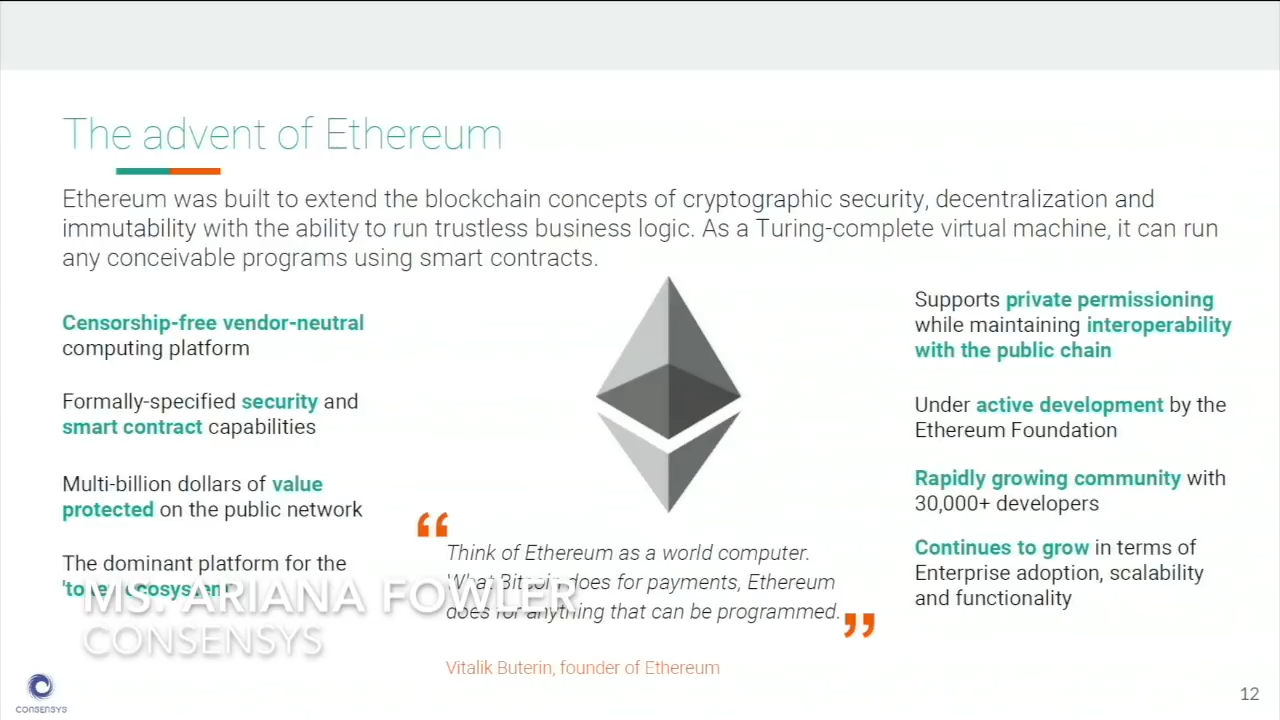 The advent of Ethereum
Ethereum was built to extend the blockchain concepts of cryptographic security, decentralization and
immutability with the ability to run trustless business logic. As a Turing-complete virtual machine, it can run
any conceivable programs using smart contracts.
Censorship-free vendor-neutral
computing platform
Formally-specified security and
smart contract capabilities
Multi-billion dollars of value
protected on the public network
The dominant platform for the
'token ecosystem'
“
Think of Ethereum as a world computer.
What Bitcoin does for payments, Ethereum
does for anything that can be programmed.
”
Vitalik Buterin, founder of Ethereum
Supports private permissioning
while maintaining interoperability
with the public chain
Under active development by the
Ethereum Foundation
Rapidly growing community with
30,000+ developers
Continues to grow in terms of
Enterprise adoption, scalability
and functionality
MS. ARIANA FOWLER
CONSENSYS
CONSENSYS
12